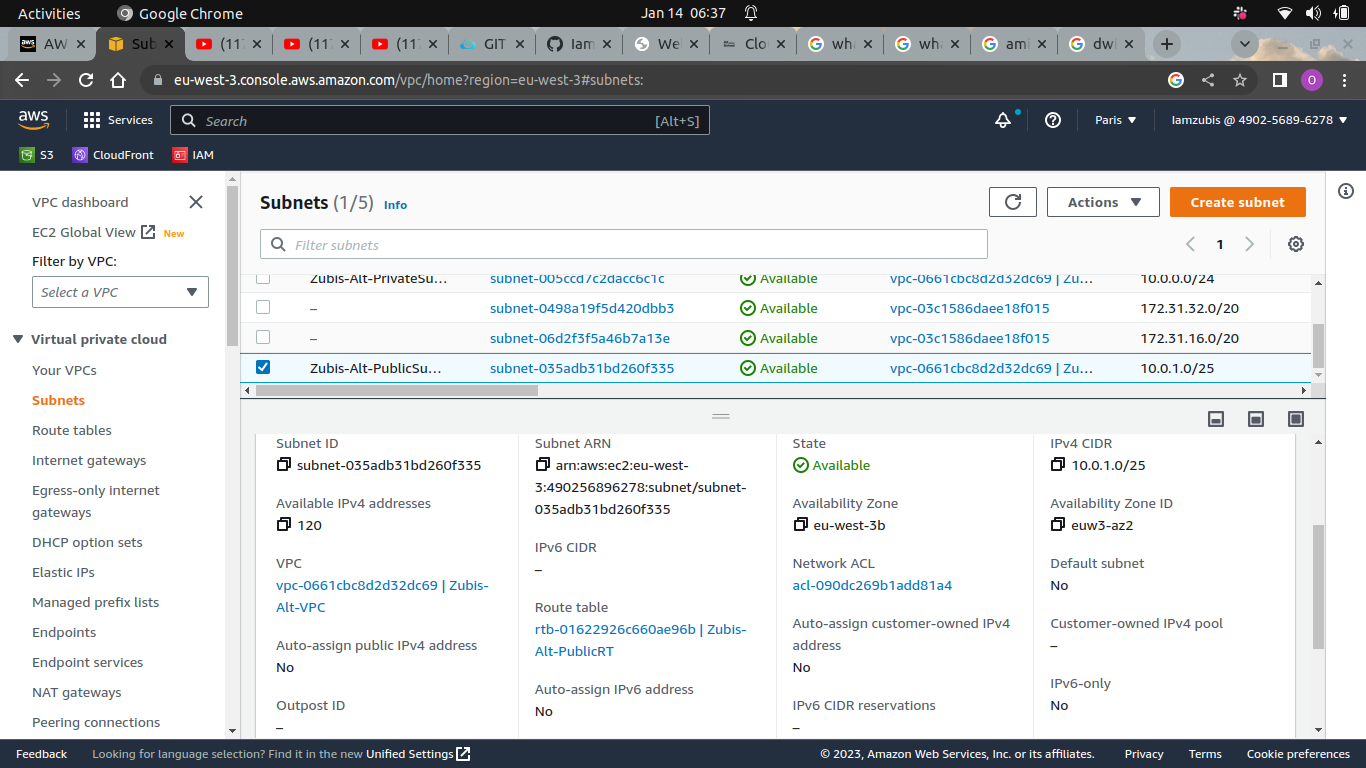 Activities
Google Chrome
Jan 14 06:37
AW
Sub
(117
(117
(117
GIT
Iam
Wel
Clo
wha
wha
ami
dwi
eu-west-3.console.aws.amazon.com/vpc/home?region=eu-west-3#subnets:
O
aws
Services
Search
[Alt+S]
Paris
Iamzubis @ 4902-5689-6278
S3
CloudFront
IAM
VPC dashboard
EC2 Global View
New
Filter by VPC:
Select a VPC
Virtual private cloud
Your VPCs
Subnets
Route tables
Internet gateways
Egress-only internet
gateways
DHCP option sets
Elastic IPs
Managed prefix lists
Endpoints
Endpoint services
NAT gateways
Peering connections
Subnets (1/5) Info
Actions
Create subnet
Filter subnets
1
Zubis-Alt-PrivateSu… subnet-005ccd7c2dacc6c1c Available vpc-0661cbc8d2d32dc69 | Zu… 10.0.0.0/24
– subnet-0498a19f5d420dbb3 Available vpc-03c1586daee18f015 172.31.32.0/20
– subnet-06d2f3f5a46b7a13e Available vpc-03c1586daee18f015 172.31.16.0/20
Zubis-Alt-PublicSu… subnet-035adb31bd260f335 Available vpc-0661cbc8d2d32dc69 | Zu… 10.0.1.0/25
Subnet ID
subnet-035adb31bd260f335
Available IPv4 addresses
120
VPC
vpc-0661cbc8d2d32dc69 | Zubis-
Alt-VPC
Auto-assign public IPv4 address
No
Outpost ID
–
Subnet ARN
arn:aws:ec2:eu-west-
3:490256896278:subnet/subnet-
035adb31bd260f335
IPv6 CIDR
–
Route table
rtb-01622926c660ae96b | Zubis-
Alt-PublicRT
Auto-assign IPv6 address
No
State
Available
Availability Zone
eu-west-3b
Network ACL
acl-090dc269b1add81a4
Auto-assign customer-owned IPv4
address
No
IPv6 CIDR reservations
–
IPv4 CIDR
10.0.1.0/25
Availability Zone ID
euw3-az2
Default subnet
No
Customer-owned IPv4 pool
–
IPv6-only
No
Feedback
Looking for language selection? Find it in the new Unified Settings
© 2023, Amazon Web Services, Inc. or its affiliates.
Privacy
Terms
Cookie preferences